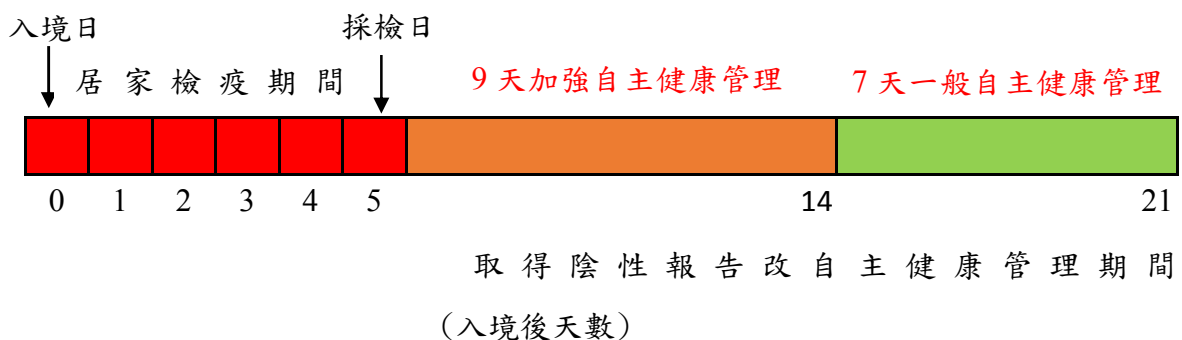 入境日 採檢日
居家檢疫期間 9 天加強自主健康管理 7 天一般自主健康管理
0 1 2 3 4 5 14 21
取得陰性報告改自主健康管理期間
(入境後天數)